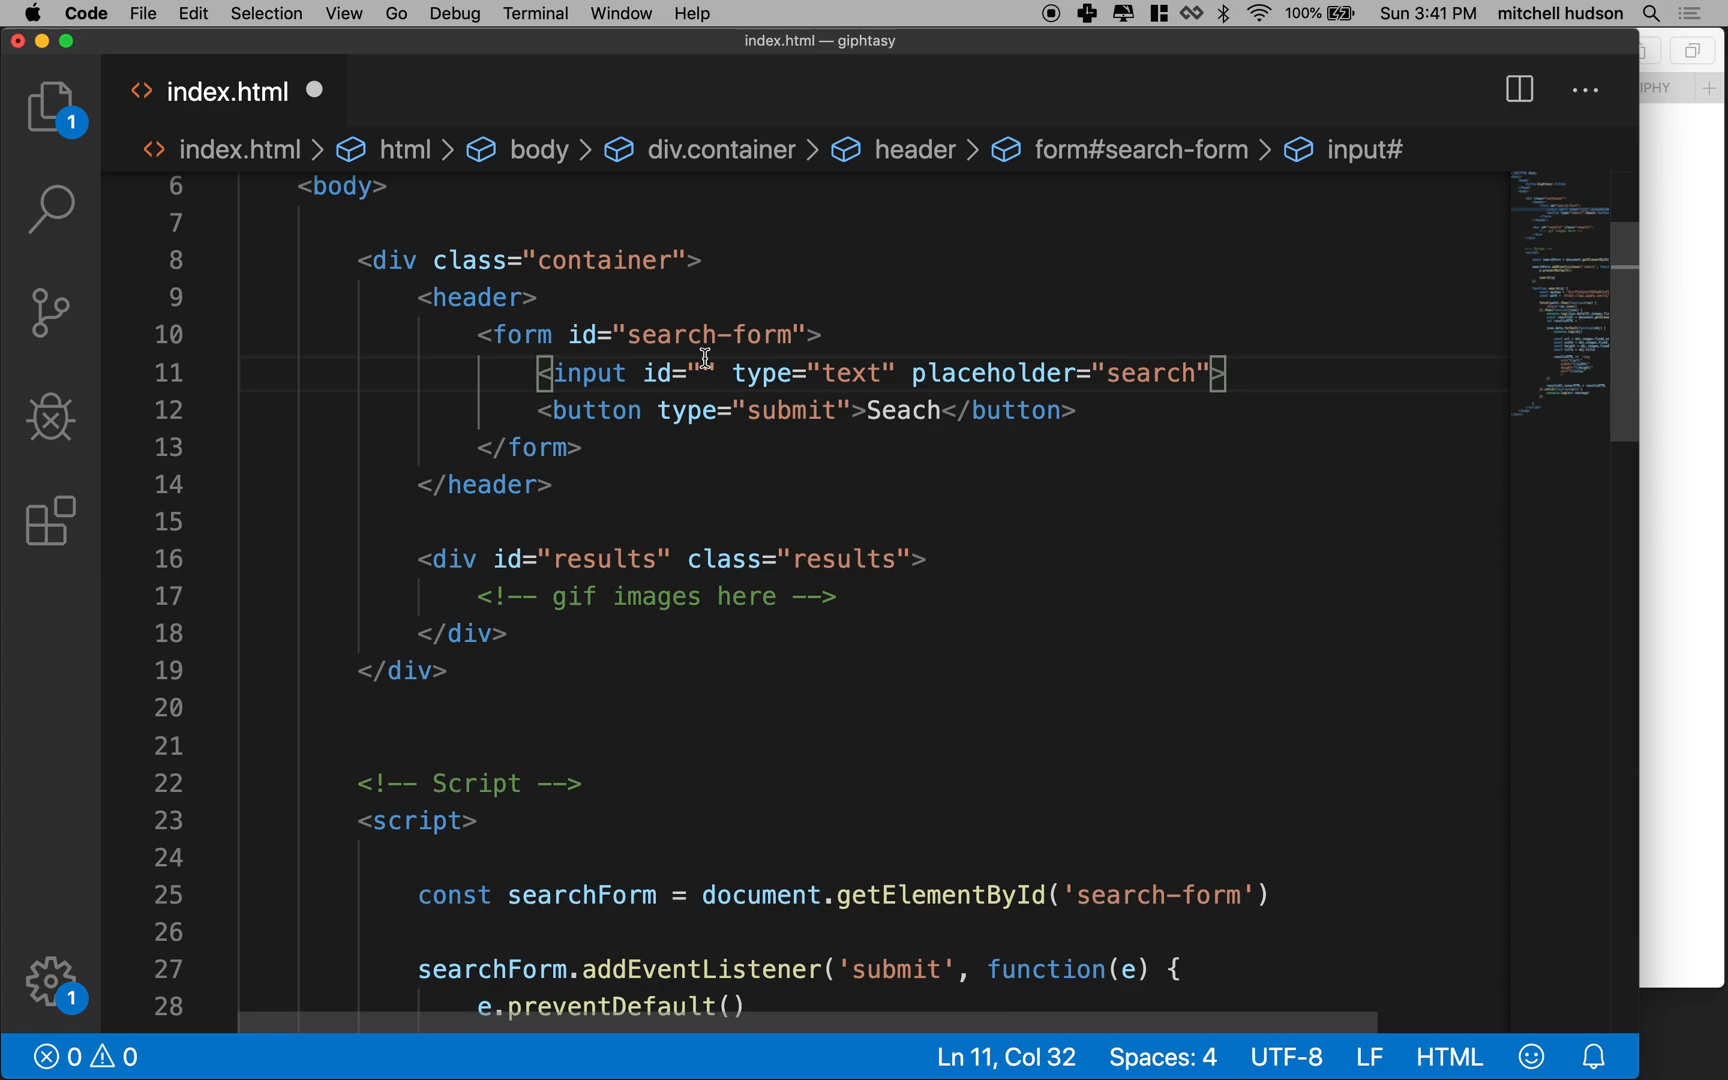 Code File Edit Selection View Go Debug Terminal Window Help 100% Sun 3:41 PM mitchell hudson
index.html — giphtasy
IPHY
index.html
1
index.html > html > body > div.container > header > form#search-form > input#
6 <body>
7
8 <div class="container">
9 <header>
10 <form id="search-form">
11 <input id="" type="text" placeholder="search">
12 <button type="submit">Seach</button>
13 </form>
14 </header>
15
16 <div id="results" class="results">
17 <!-- gif images here -->
18 </div>
19 </div>
20
21
22 <!-- Script -->
23 <script>
24
25 const searchForm = document.getElementById('search-form')
26
27 searchForm.addEventListener('submit', function(e) {
28 e.preventDefault()
1
0 0 Ln 11, Col 32 Spaces: 4 UTF-8 LF HTML